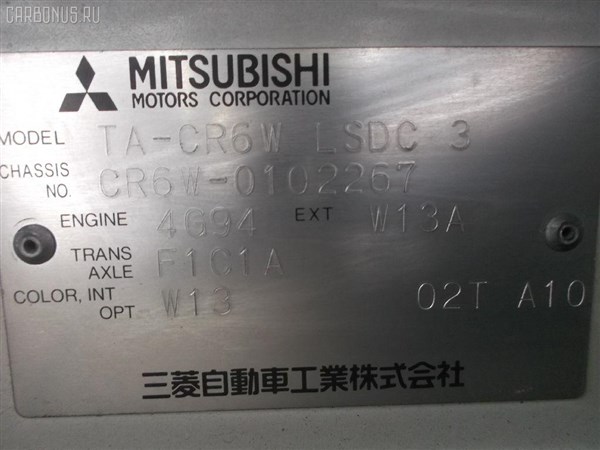 CARBONUS.RU
MITSUBISHI
MOTORS CORPORATION
MODEL TA-CR6W LSDC 3
CHASSIS NO. CR6W-0102267
ENGINE 4G94 EXT W13A
TRANS AXLE F1C1A
COLOR, INT OPT W13 02T A10
三菱自動車工業株式会社